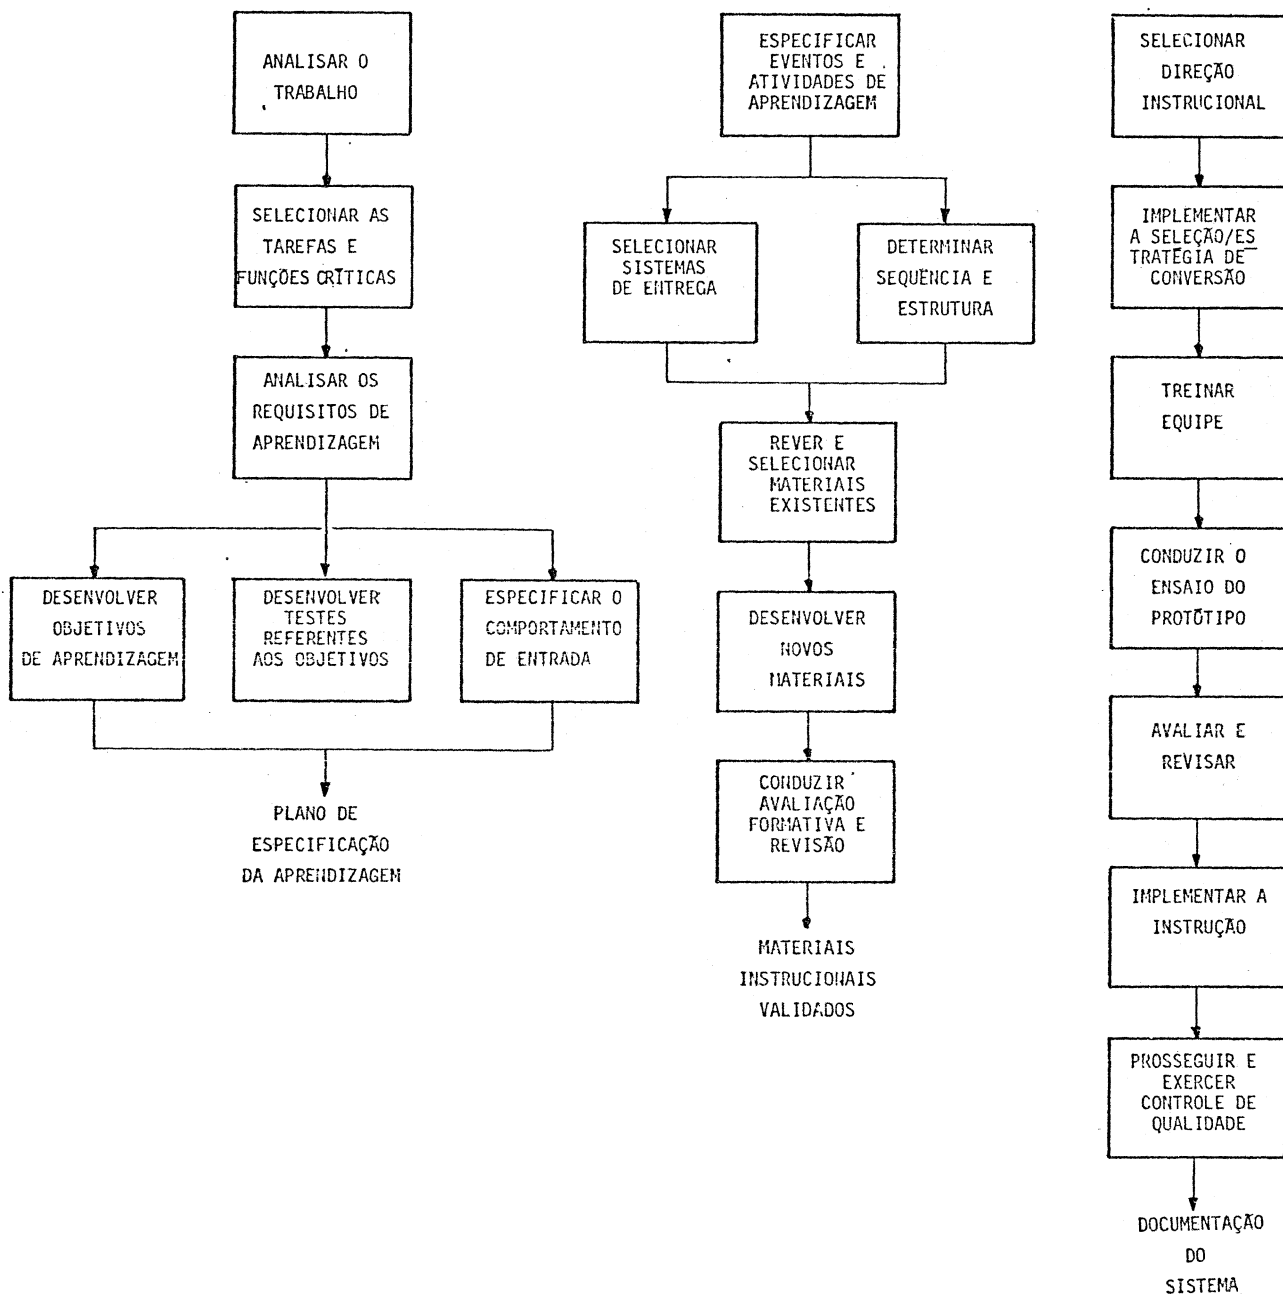 ANALISAR O
TRABALHO
SELECIONAR AS
TAREFAS E
FUNÇÕES CRÍTICAS
ANALISAR OS
REQUISITOS DE
APRENDIZAGEM
DESENVOLVER
OBJETIVOS
DE APRENDIZAGEM
DESENVOLVER
TESTES
REFERENTES
AOS OBJETIVOS
ESPECIFICAR O
COMPORTAMENTO
DE ENTRADA
PLANO DE
ESPECIFICAÇÃO
DA APRENDIZAGEM
ESPECIFICAR
EVENTOS E
ATIVIDADES DE
APRENDIZAGEM
SELECIONAR
SISTEMAS
DE ENTREGA
DETERMINAR
SEQUÊNCIA E
ESTRUTURA
REVER E
SELECIONAR
MATERIAIS
EXISTENTES
DESENVOLVER
NOVOS
MATERIAIS
CONDUZIR
AVALIAÇÃO
FORMATIVA E
REVISÃO
MATERIAIS
INSTRUCIONAIS
VALIDADOS
SELECIONAR
DIREÇÃO
INSTRUCIONAL
IMPLEMENTAR
A SELEÇÃO/ES
TRATÉGIA DE
CONVERSÃO
TREINAR
EQUIPE
CONDUZIR O
ENSAIO DO
PROTÓTIPO
AVALIAR E
REVISAR
IMPLEMENTAR A
INSTRUÇÃO
PROSSEGUIR E
EXERCER
CONTROLE DE
QUALIDADE
DOCUMENTAÇÃO
DO
SISTEMA